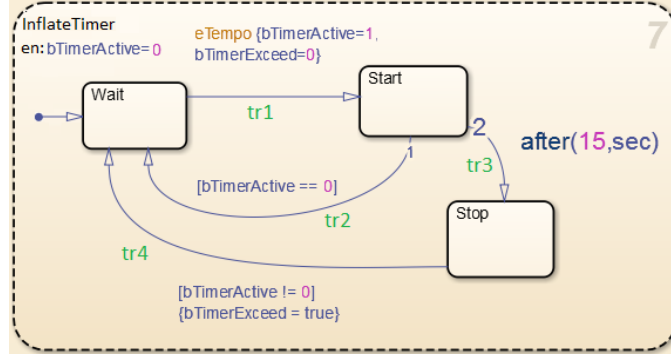 InflateTimer
7
en: bTimerActive= 0
eTempo {bTimerActive=1,
bTimerExceed=0}
Wait
Start
tr1
1
2
after(15,sec)
tr3
[bTimerActive == 0]
tr2
Stop
tr4
[bTimerActive != 0]
{bTimerExceed = true}